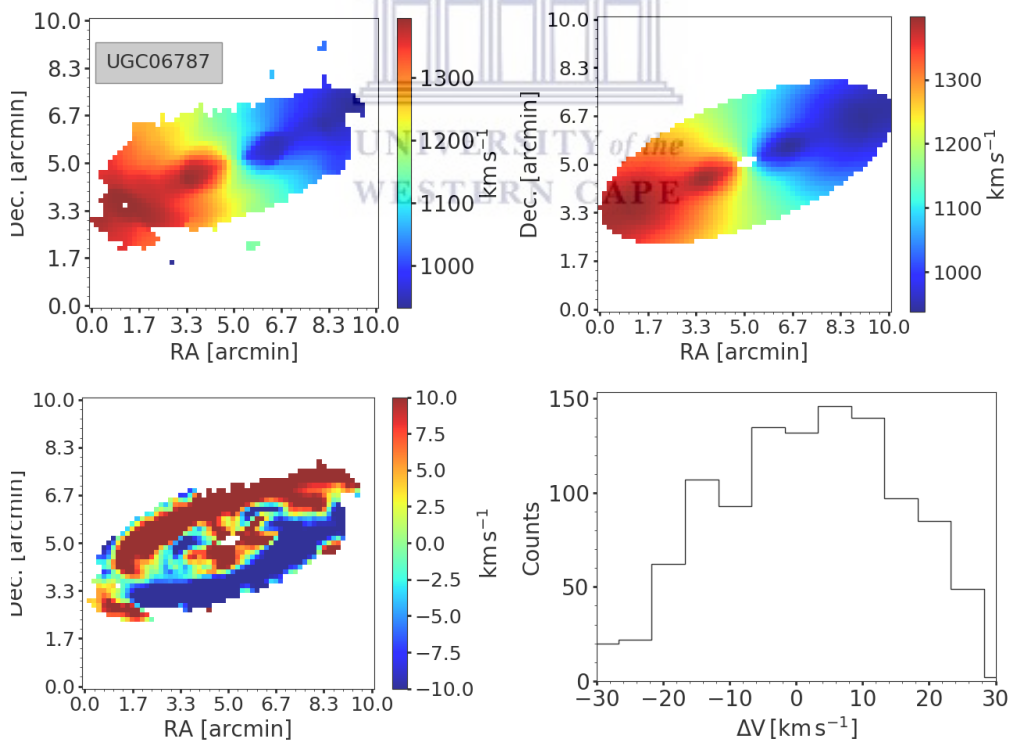 10.0
8.3
6.7
5.0
3.3
1.7
0.0
Dec. [arcmin]
UGC06787
0.0 1.7 3.3 5.0 6.7 8.3 10.0
RA [arcmin]
1300
1200
1100
1000
km s⁻¹
UNIVERSITY of the
WESTERN CAPE
10.0
8.3
6.7
5.0
3.3
1.7
0.0
Dec. [arcmin]
0.0 1.7 3.3 5.0 6.7 8.3 10.0
RA [arcmin]
1300
1200
1100
1000
km s⁻¹
10.0
8.3
6.7
5.0
3.3
1.7
0.0
Dec. [arcmin]
0.0 1.7 3.3 5.0 6.7 8.3 10.0
RA [arcmin]
10.0
7.5
5.0
2.5
0.0
−2.5
−5.0
−7.5
−10.0
km s⁻¹
150
100
50
0
Counts
−30 −20 −10 0 10 20 30
ΔV [km s⁻¹]